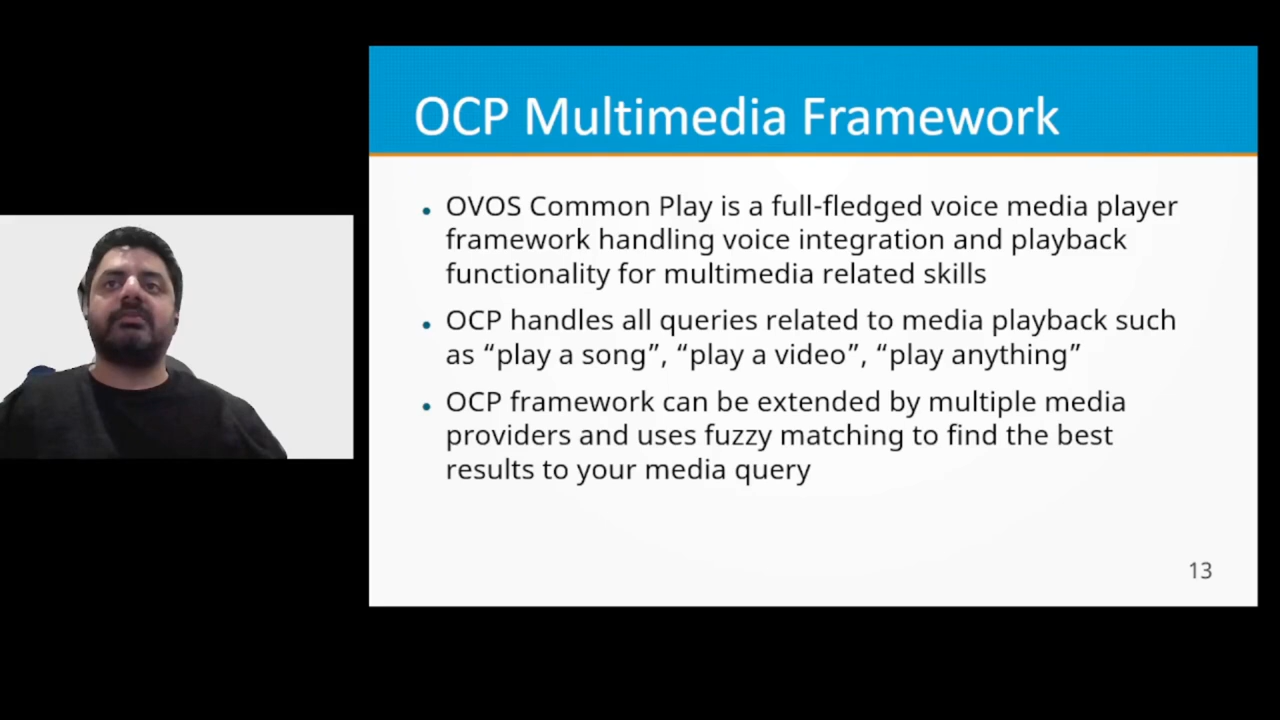 OCP Multimedia Framework
• OVOS Common Play is a full-fledged voice media player
framework handling voice integration and playback
functionality for multimedia related skills
• OCP handles all queries related to media playback such
as “play a song”, “play a video”, “play anything”
• OCP framework can be extended by multiple media
providers and uses fuzzy matching to find the best
results to your media query
13